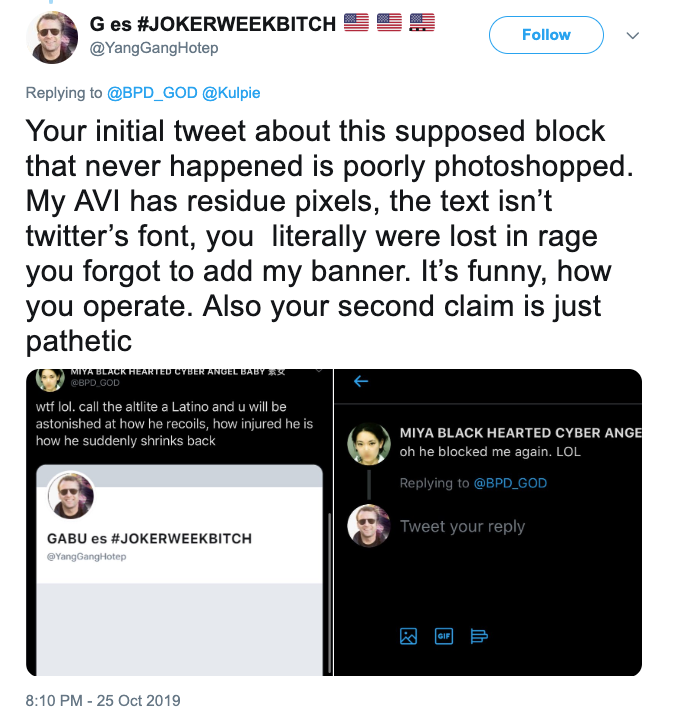 G es #JOKERWEEKBITCH
@YangGangHotep
Follow
Replying to @BPD_GOD @Kulpie
Your initial tweet about this supposed block
that never happened is poorly photoshopped.
My AVI has residue pixels, the text isn’t
twitter’s font, you  literally were lost in rage
you forgot to add my banner. It’s funny, how
you operate. Also your second claim is just
pathetic
MIYA BLACK HEARTED CYBER ANGEL BABY
@BPD_GOD
wtf lol. call the altlite a Latino and u will be
astonished at how he recoils, how injured he is
how he suddenly shrinks back
GABU es #JOKERWEEKBITCH
@YangGangHotep
MIYA BLACK HEARTED CYBER ANGE
oh he blocked me again. LOL
Replying to @BPD_GOD
Tweet your reply
GIF
8:10 PM - 25 Oct 2019